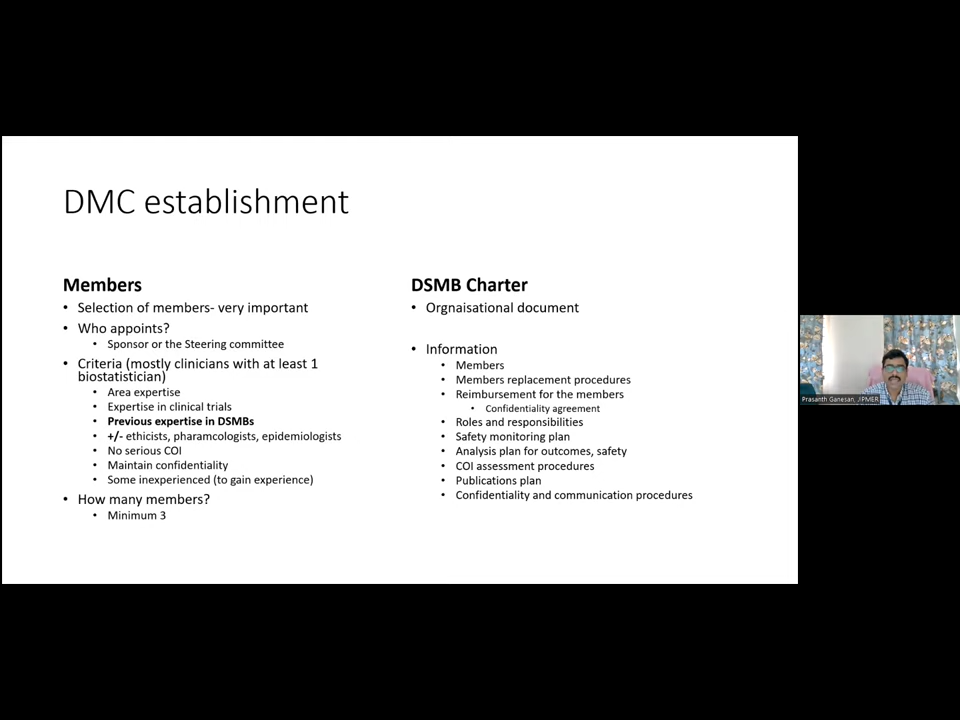 DMC establishment
Members
• Selection of members- very important
• Who appoints?
• Sponsor or the Steering committee
• Criteria (mostly clinicians with at least 1
biostatistician)
• Area expertise
• Expertise in clinical trials
• Previous expertise in DSMBs
• +/- ethicists, pharamcologists, epidemiologists
• No serious COI
• Maintain confidentiality
• Some inexperienced (to gain experience)
• How many members?
• Minimum 3
DSMB Charter
• Orgnaisational document
• Information
• Members
• Members replacement procedures
• Reimbursement for the members
• Confidentiality agreement
• Roles and responsibilities
• Safety monitoring plan
• Analysis plan for outcomes, safety
• COI assessment procedures
• Publications plan
• Confidentiality and communication procedures
Prasanth Ganesan, JIPMER